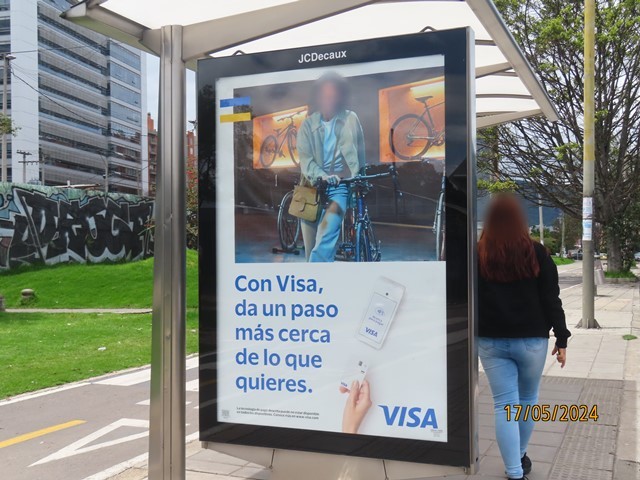 JCDecaux
Con Visa,
da un paso
más cerca
de lo que
quieres.
VISA
VISA
17/05/2024